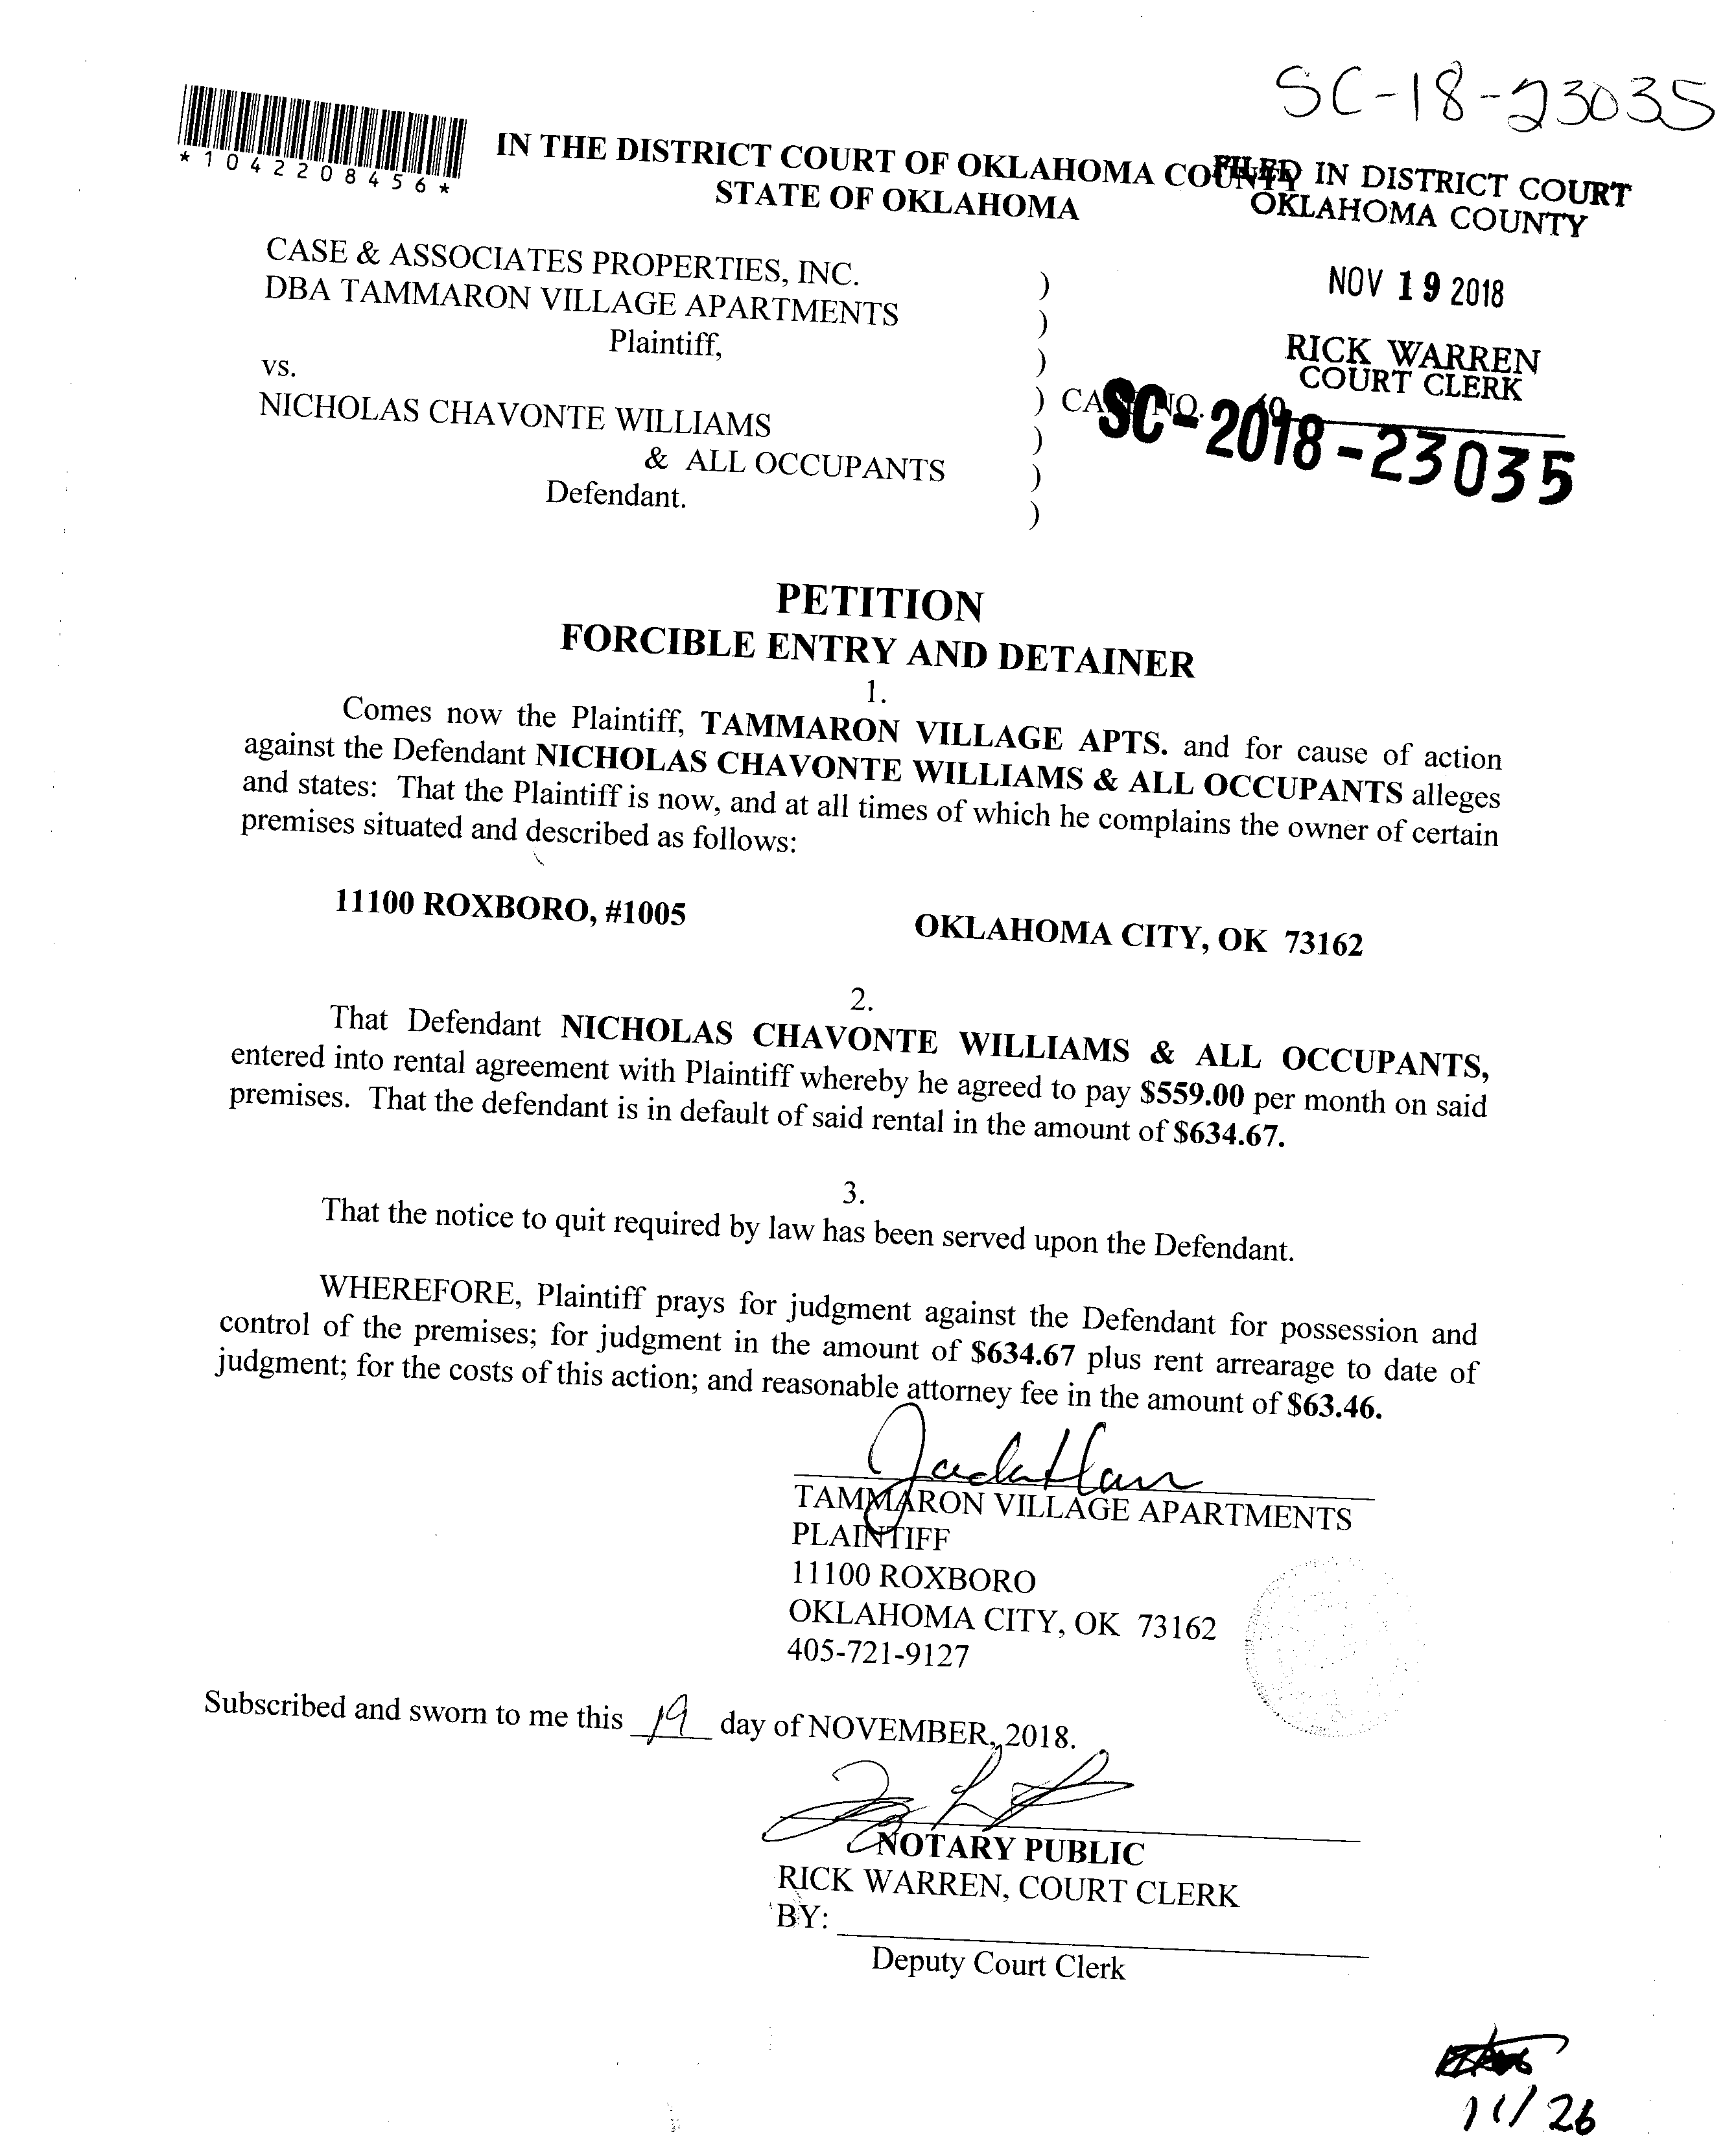 SC-18-23035
*1042208456*
IN THE DISTRICT COURT OF OKLAHOMA COUNTY
STATE OF OKLAHOMA
FILED IN DISTRICT COURT
OKLAHOMA COUNTY
NOV 19 2018
RICK WARREN
COURT CLERK
CASE & ASSOCIATES PROPERTIES, INC. )
DBA TAMMARON VILLAGE APARTMENTS )
Plaintiff, )
vs.
NICHOLAS CHAVONTE WILLIAMS ) CASE NO.
SC-2018-23035
& ALL OCCUPANTS )
Defendant. )
)
PETITION
FORCIBLE ENTRY AND DETAINER
1.
Comes now the Plaintiff, TAMMARON VILLAGE APTS. and for cause of action
against the Defendant NICHOLAS CHAVONTE WILLIAMS & ALL OCCUPANTS alleges
and states: That the Plaintiff is now, and at all times of which he complains the owner of certain
premises situated and described as follows:
11100 ROXBORO, #1005 OKLAHOMA CITY, OK 73162
2.
That Defendant NICHOLAS CHAVONTE WILLIAMS & ALL OCCUPANTS,
entered into rental agreement with Plaintiff whereby he agreed to pay $559.00 per month on said
premises. That the defendant is in default of said rental in the amount of $634.67.
3.
That the notice to quit required by law has been served upon the Defendant.
WHEREFORE, Plaintiff prays for judgment against the Defendant for possession and
control of the premises; for judgment in the amount of $634.67 plus rent arrearage to date of
judgment; for the costs of this action; and reasonable attorney fee in the amount of $63.46.
TAMMARON VILLAGE APARTMENTS
PLAINTIFF
11100 ROXBORO
OKLAHOMA CITY, OK 73162
405-721-9127
Subscribed and sworn to me this 19 day of NOVEMBER, 2018.
NOTARY PUBLIC
RICK WARREN, COURT CLERK
BY:
Deputy Court Clerk
11/26